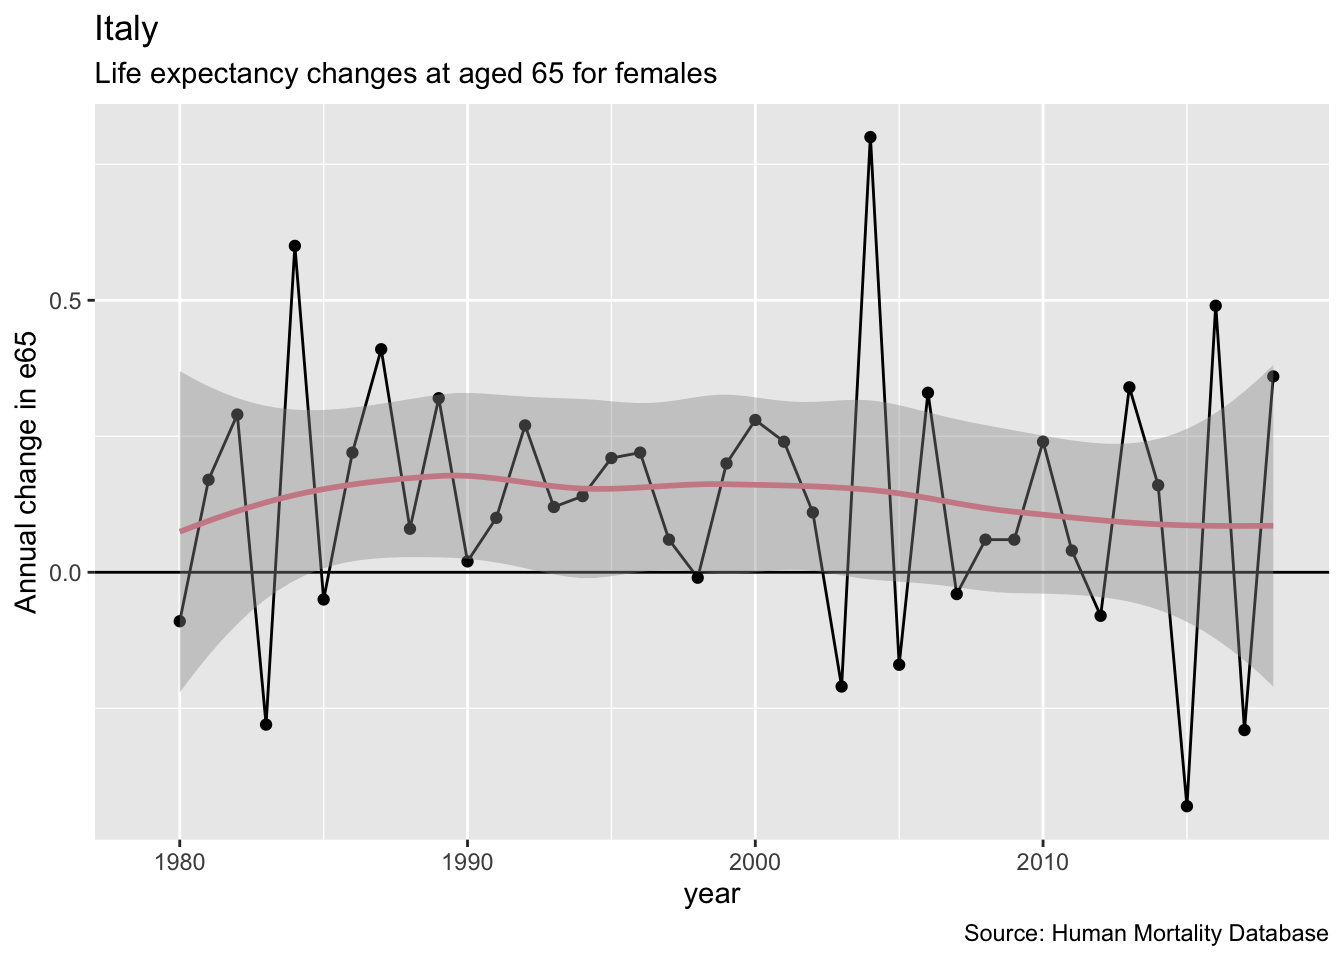 Italy
Life expectancy changes at aged 65 for females
Annual change in e65
0.5
0.0
1980 1990 2000 2010
year
Source: Human Mortality Database